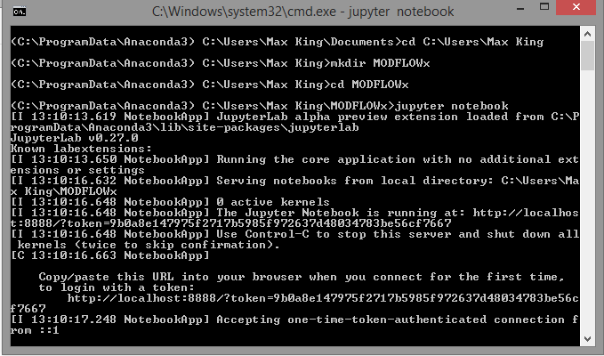 C:\Windows\system32\cmd.exe - jupyter notebook
(C:\ProgramData\Anaconda3) C:\Users\Max King\Documents>cd C:\Users\Max King
(C:\ProgramData\Anaconda3) C:\Users\Max King>mkdir MODFLOWx
(C:\ProgramData\Anaconda3) C:\Users\Max King>cd MODFLOWx
(C:\ProgramData\Anaconda3) C:\Users\Max King\MODFLOWx>jupyter notebook
[I 13:10:13.619 NotebookApp] JupyterLab alpha preview extension loaded from C:\P
rogramData\Anaconda3\lib\site-packages\jupyterlab
JupyterLab v0.27.0
Known labextensions:
[I 13:10:13.650 NotebookApp] Running the core application with no additional ext
ensions or settings
[I 13:10:16.632 NotebookApp] Serving notebooks from local directory: C:\Users\Ma
x King\MODFLOWx
[I 13:10:16.648 NotebookApp] 0 active kernels
[I 13:10:16.648 NotebookApp] The Jupyter Notebook is running at: http://localhos
t:8888/?token=9b0a8e147975f2717b5985f972637d48034783be56cf7667
[I 13:10:16.648 NotebookApp] Use Control-C to stop this server and shut down all
kernels (twice to skip confirmation).
[C 13:10:16.663 NotebookApp]
Copy/paste this URL into your browser when you connect for the first time,
to login with a token:
http://localhost:8888/?token=9b0a8e147975f2717b5985f972637d48034783be56c
f7667
[I 13:10:17.248 NotebookApp] Accepting one-time-token-authenticated connection f
rom ::1